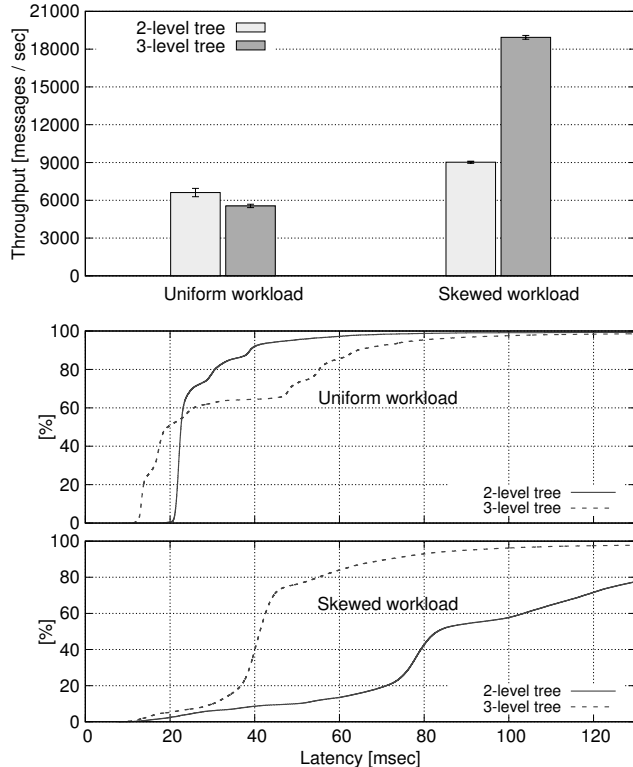 Throughput [messages / sec]
21000
18000
15000
12000
9000
6000
3000
0
2-level tree
3-level tree
Uniform workload Skewed workload
[%]
100
80
60
40
20
0
Uniform workload
2-level tree
3-level tree
[%]
100
80
60
40
20
0
Skewed workload
2-level tree
3-level tree
0 20 40 60 80 100 120
Latency [msec]